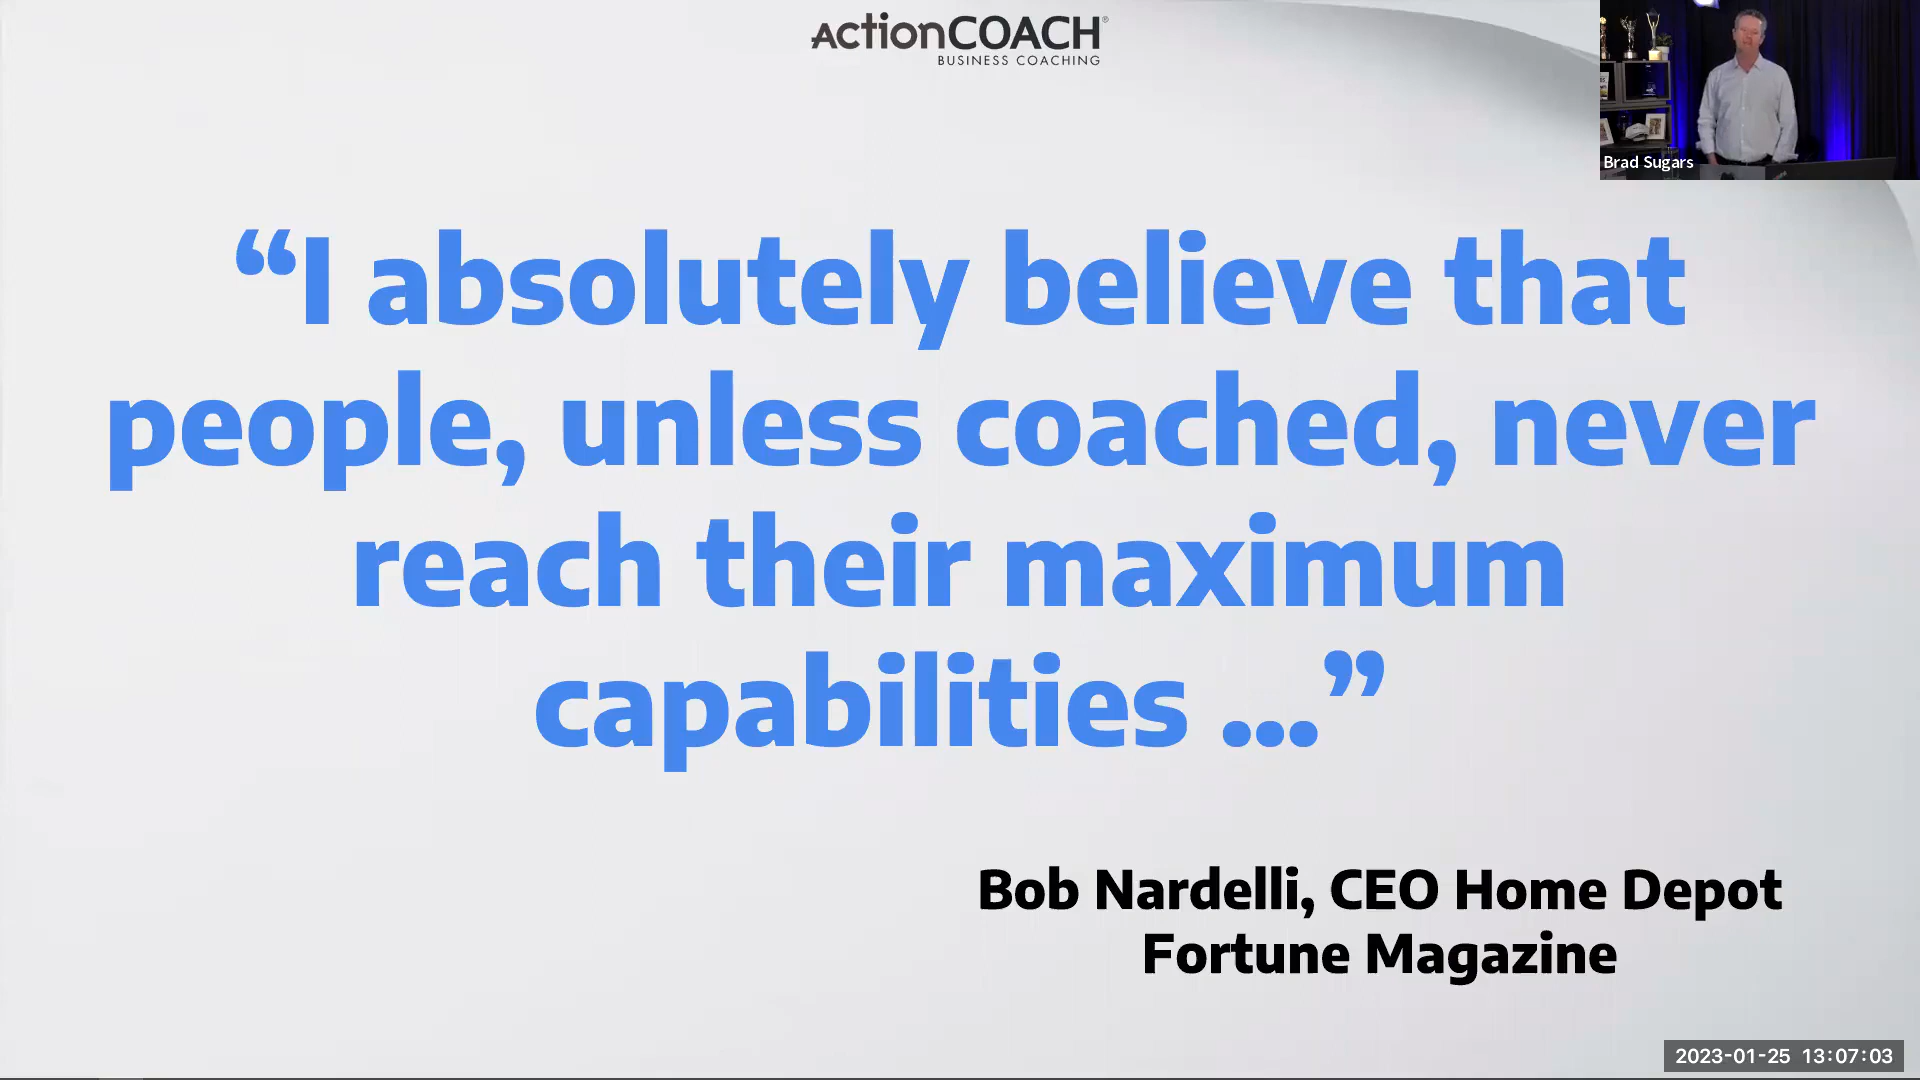 actionCOACH®
BUSINESS COACHING
Brad Sugars
“I absolutely believe that
people, unless coached, never
reach their maximum
capabilities ...”
Bob Nardelli, CEO Home Depot
Fortune Magazine
2023-01-25 13:07:03